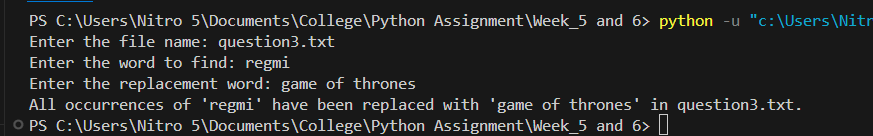 PS C:\Users\Nitro 5\Documents\College\Python Assignment\Week_5 and 6> python -u "c:\Users\Nitr
Enter the file name: question3.txt
Enter the word to find: regmi
Enter the replacement word: game of thrones
All occurrences of 'regmi' have been replaced with 'game of thrones' in question3.txt.
PS C:\Users\Nitro 5\Documents\College\Python Assignment\Week_5 and 6>